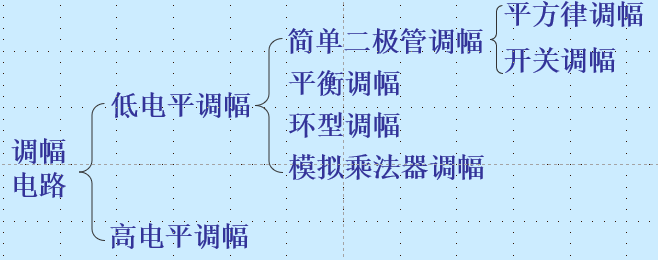 平方律调幅
简单二极管调幅
开关调幅
平衡调幅
低电平调幅
环型调幅
调幅
电路
模拟乘法器调幅
高电平调幅